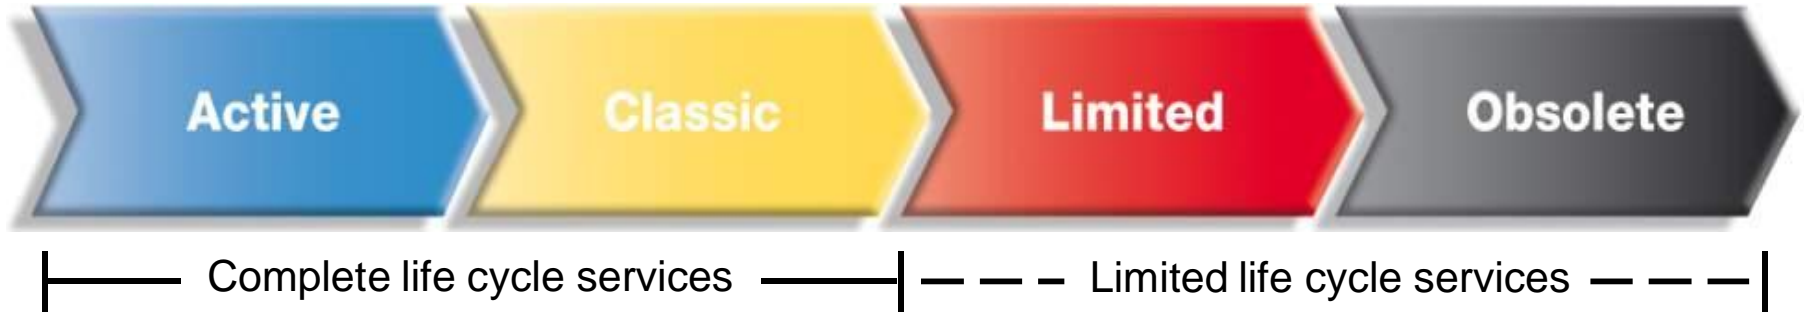 Active Classic Limited Obsolete
Complete life cycle services Limited life cycle services